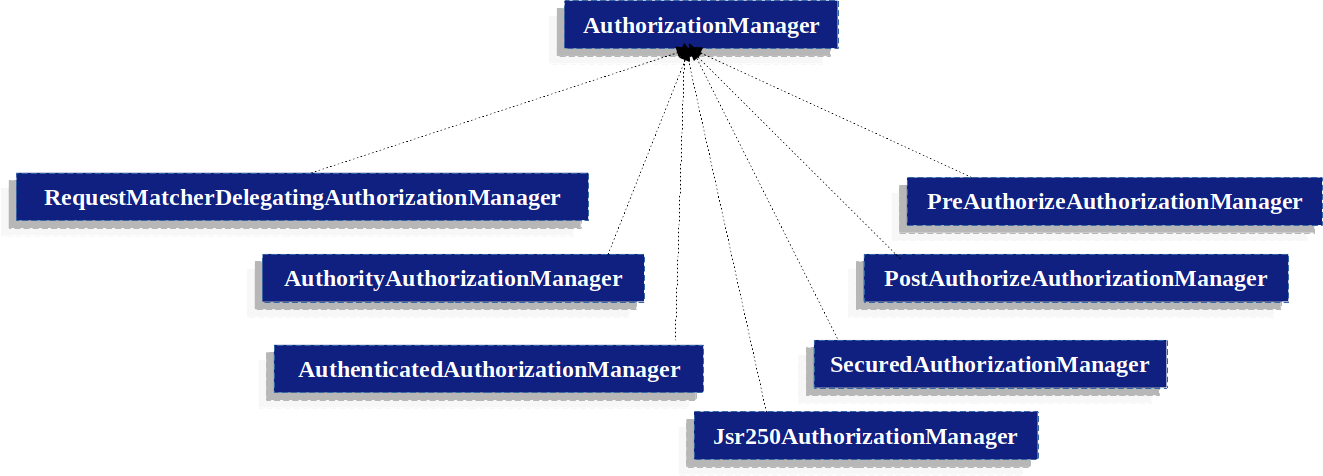 AuthorizationManager
RequestMatcherDelegatingAuthorizationManager
PreAuthorizeAuthorizationManager
AuthorityAuthorizationManager
PostAuthorizeAuthorizationManager
AuthenticatedAuthorizationManager
SecuredAuthorizationManager
Jsr250AuthorizationManager